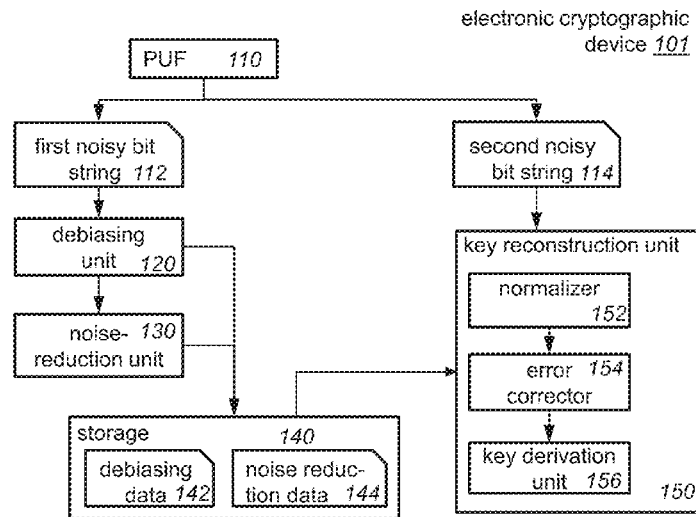 electronic cryptographic
device 101
PUF 110
first noisy bit
string 112
second noisy
bit string 114
debiasing
unit 120
noise- 130
reduction unit
key reconstruction unit
normalizer
152
error 154
corrector
key derivation
unit 156
150
storage 140
debiasing
data 142
noise reduc-
tion data 144